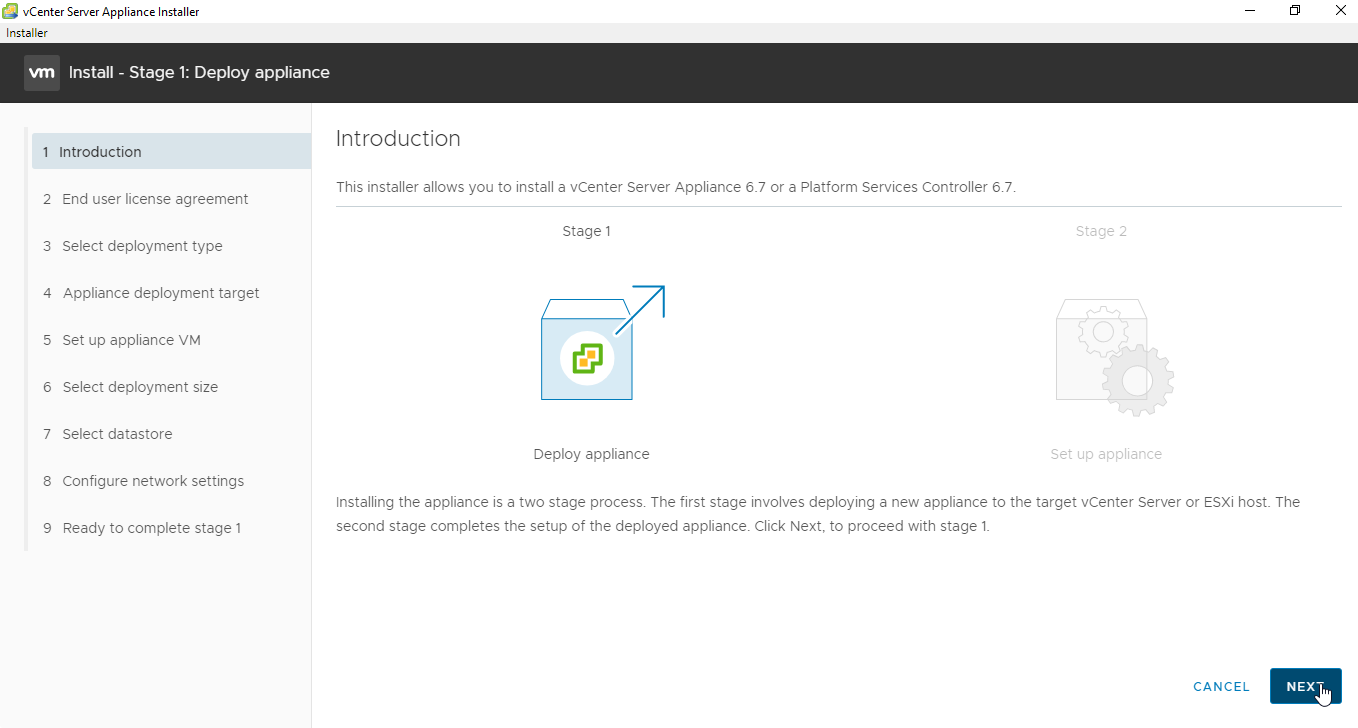 vCenter Server Appliance Installer
Installer
vm Install - Stage 1: Deploy appliance
1 Introduction
2 End user license agreement
3 Select deployment type
4 Appliance deployment target
5 Set up appliance VM
6 Select deployment size
7 Select datastore
8 Configure network settings
9 Ready to complete stage 1
Introduction
This installer allows you to install a vCenter Server Appliance 6.7 or a Platform Services Controller 6.7.
Stage 1
Stage 2
Deploy appliance
Set up appliance
Installing the appliance is a two stage process. The first stage involves deploying a new appliance to the target vCenter Server or ESXi host. The
second stage completes the setup of the deployed appliance. Click Next, to proceed with stage 1.
CANCEL
NEXT